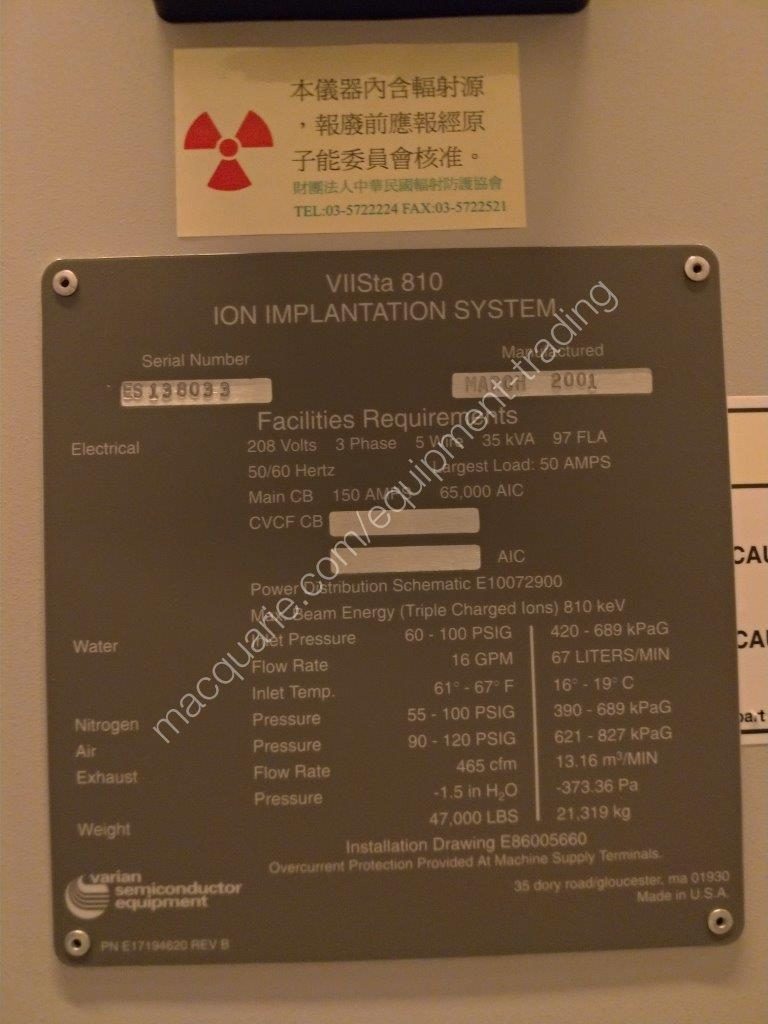 本儀器內含輻射源
，報廢前應報經原
子能委員會核准。
財團法人中華民國輻射防護協會
TEL:03-5722224 FAX:03-5722521
VIISta 810
ION IMPLANTATION SYSTEM
Serial Number Manufactured
ES138033 MARCH 2001
Facilities Requirements
Electrical 208 Volts 3 Phase 5 Wire 35 kVA 97 FLA
50/60 Hertz Largest Load: 50 AMPS
Main CB 150 AMPS 65,000 AIC
CVCF CB
AIC
Power Distribution Schematic E10072900
Max. Beam Energy (Triple Charged Ions) 810 keV
Water Inlet Pressure 60 - 100 PSIG 420 - 689 kPaG
Flow Rate 16 GPM 67 LITERS/MIN
Inlet Temp. 61° - 67° F 16° - 19° C
Nitrogen Pressure 55 - 100 PSIG 390 - 689 kPaG
Air Pressure 90 - 120 PSIG 621 - 827 kPaG
Exhaust Flow Rate 465 cfm 13.16 m³/MIN
Pressure -1.5 in H₂O -373.36 Pa
Weight 47,000 LBS 21,319 kg
Installation Drawing E86005660
Overcurrent Protection Provided At Machine Supply Terminals.
varian
semiconductor
equipment
35 dory road/gloucester, ma 01930
Made in U.S.A.
PN E17194620 REV B
CAU
CAU
macquarie.com/equipment-trading